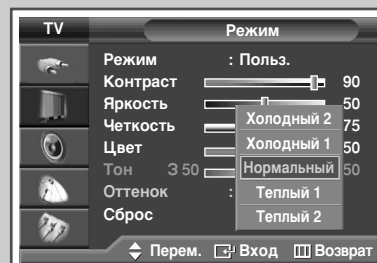 TV Режим
Режим : Польз.
Контраст 90
Яркость 50
Четкость 75
Цвет 50
Тон З 50 50
Оттенок :
Сброс
Холодный 2
Холодный 1
Нормальный
Теплый 1
Теплый 2
Перем. Вход Возврат